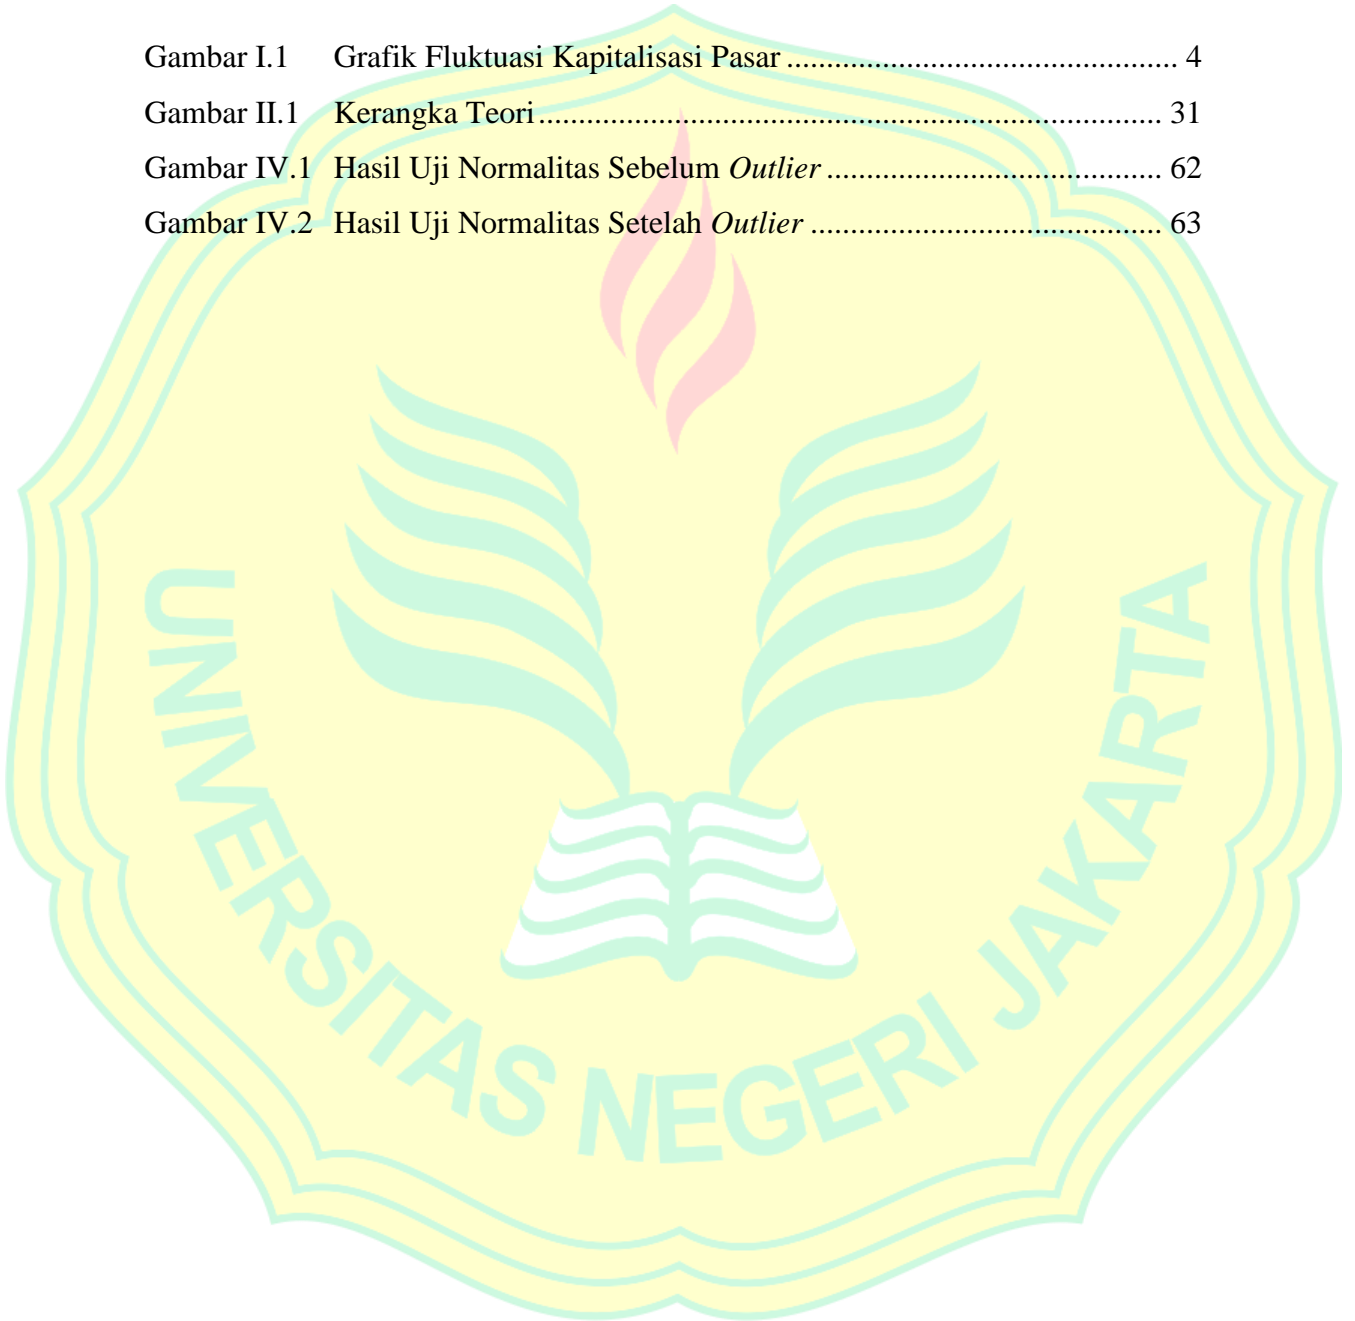 Gambar I.1 Grafik Fluktuasi Kapitalisasi Pasar ................................................. 4
Gambar II.1 Kerangka Teori .............................................................................. 31
Gambar IV.1 Hasil Uji Normalitas Sebelum Outlier .......................................... 62
Gambar IV.2 Hasil Uji Normalitas Setelah Outlier ............................................ 63
UNIVERSITAS NEGERI JAKARTA